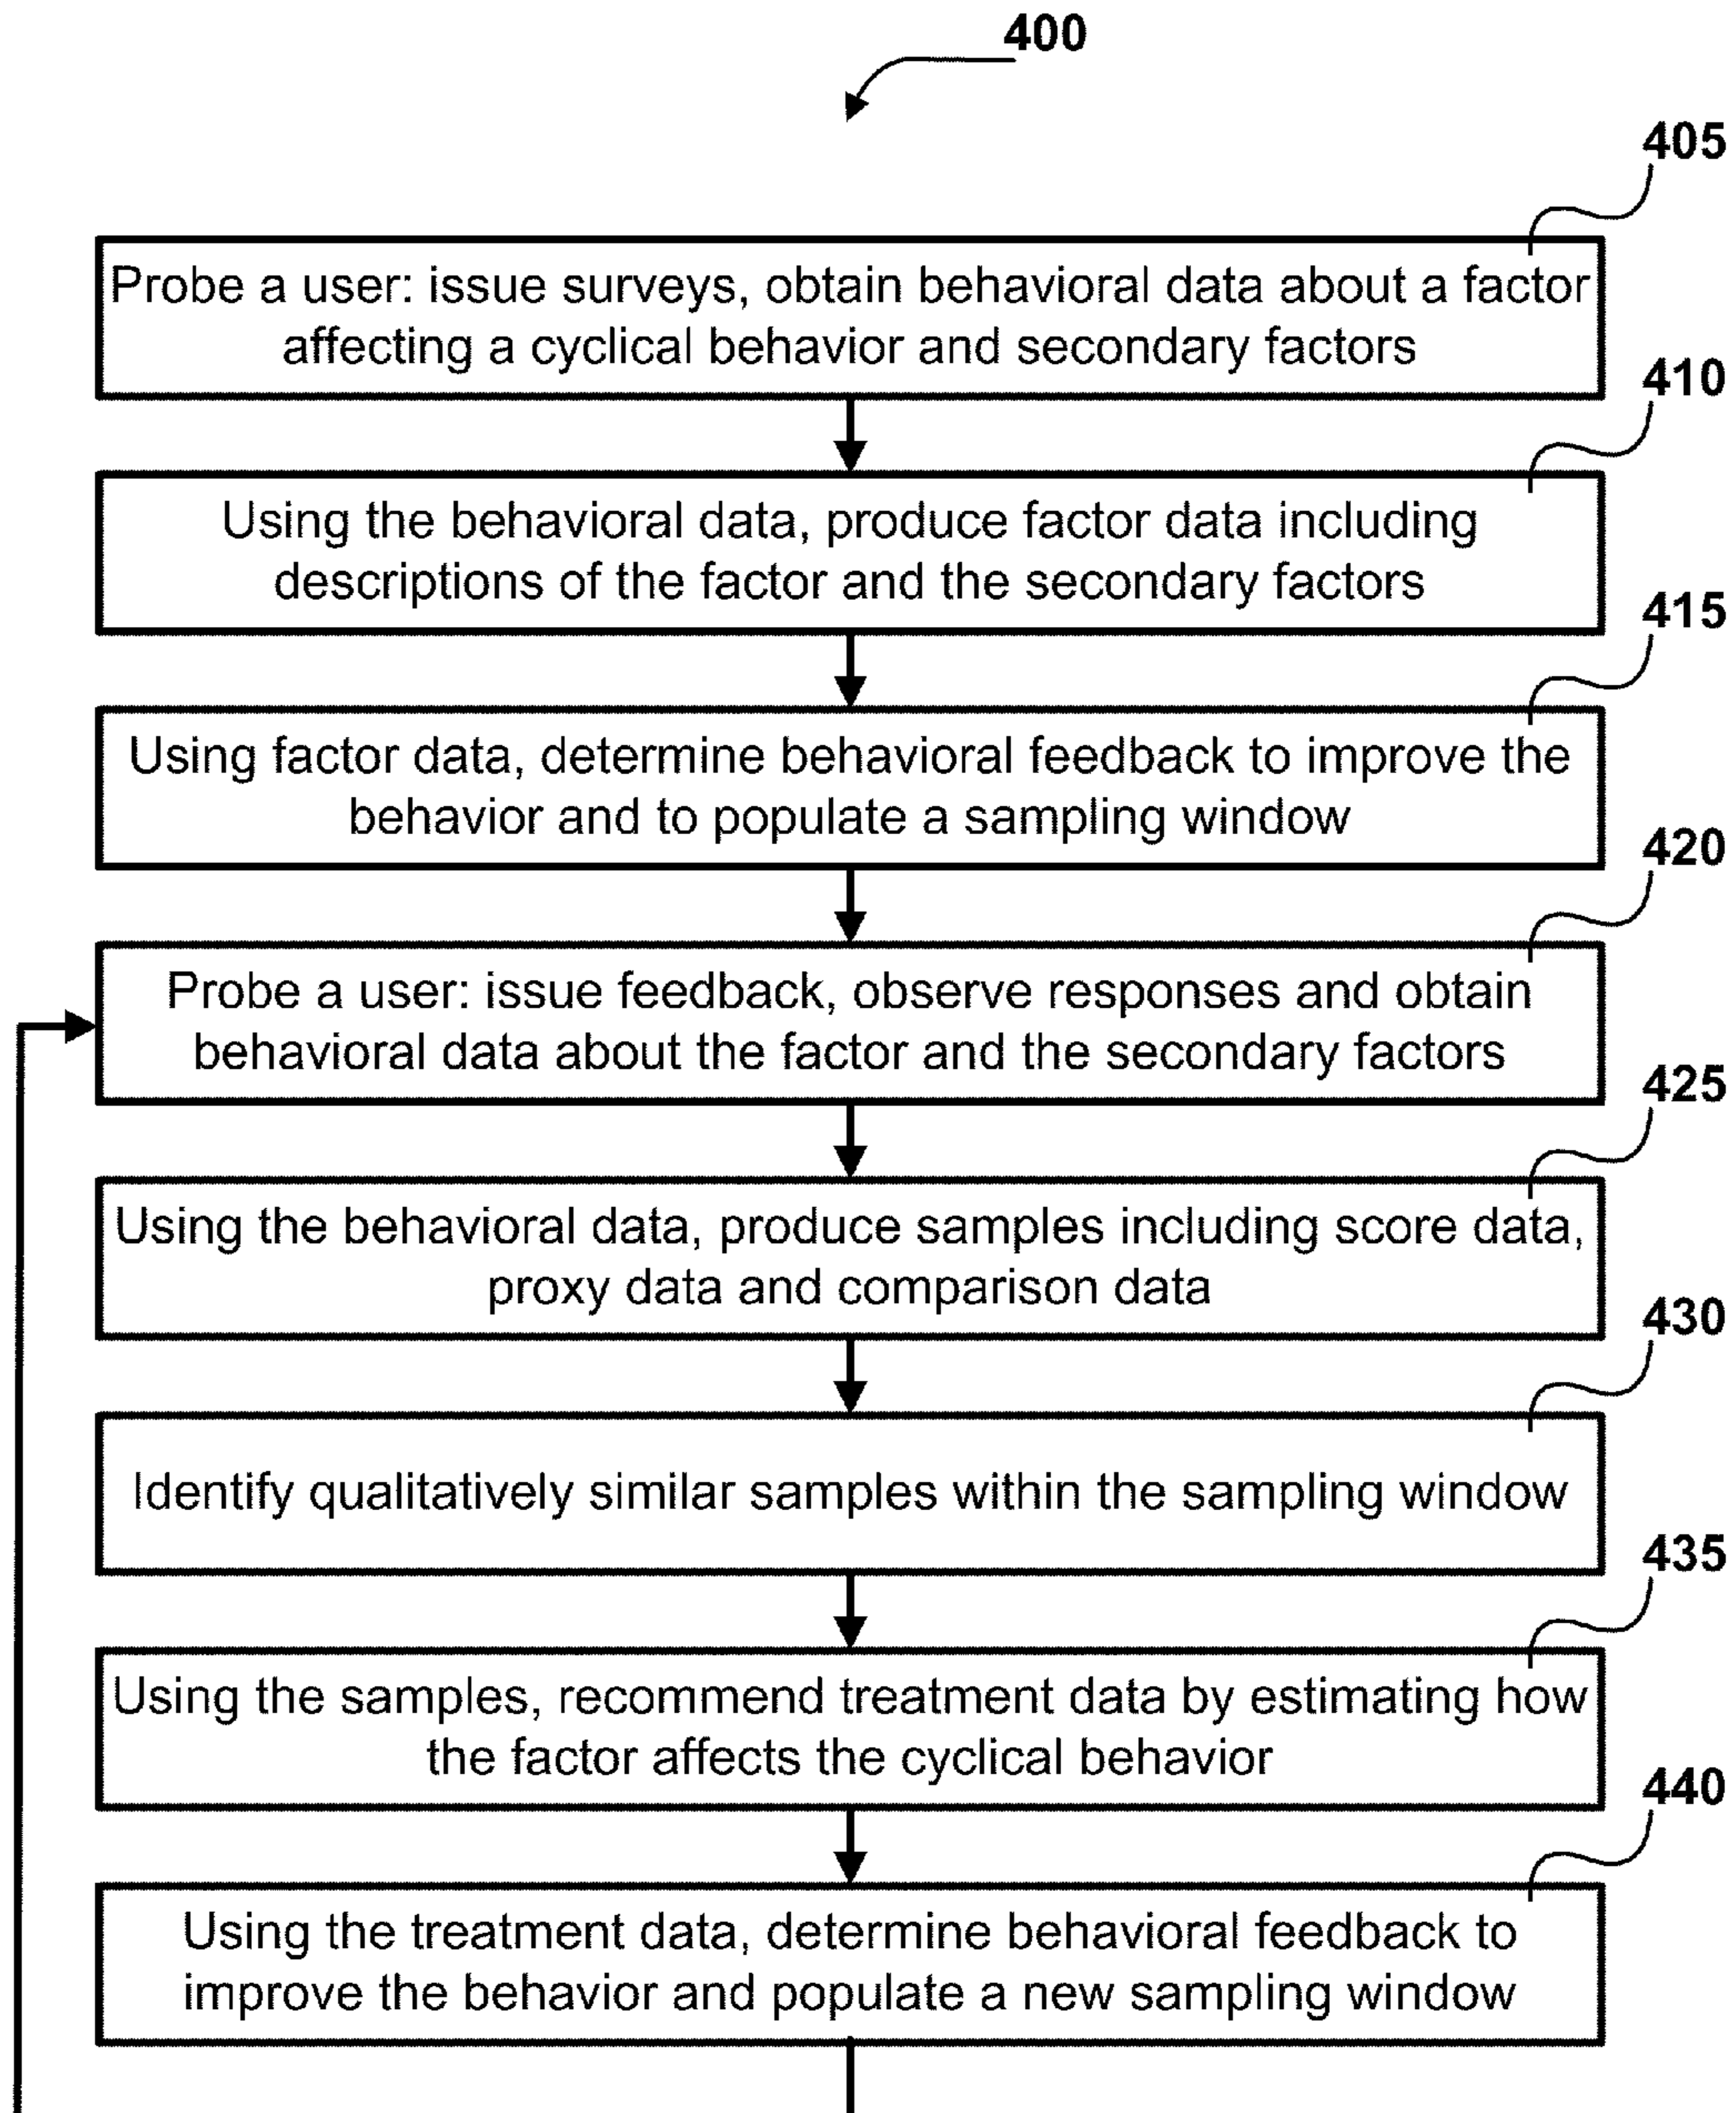 400
405
Probe a user: issue surveys, obtain behavioral data about a factor
affecting a cyclical behavior and secondary factors
410
Using the behavioral data, produce factor data including
descriptions of the factor and the secondary factors
415
Using factor data, determine behavioral feedback to improve the
behavior and to populate a sampling window
420
Probe a user: issue feedback, observe responses and obtain
behavioral data about the factor and the secondary factors
425
Using the behavioral data, produce samples including score data,
proxy data and comparison data
430
Identify qualitatively similar samples within the sampling window
435
Using the samples, recommend treatment data by estimating how
the factor affects the cyclical behavior
440
Using the treatment data, determine behavioral feedback to
improve the behavior and populate a new sampling window